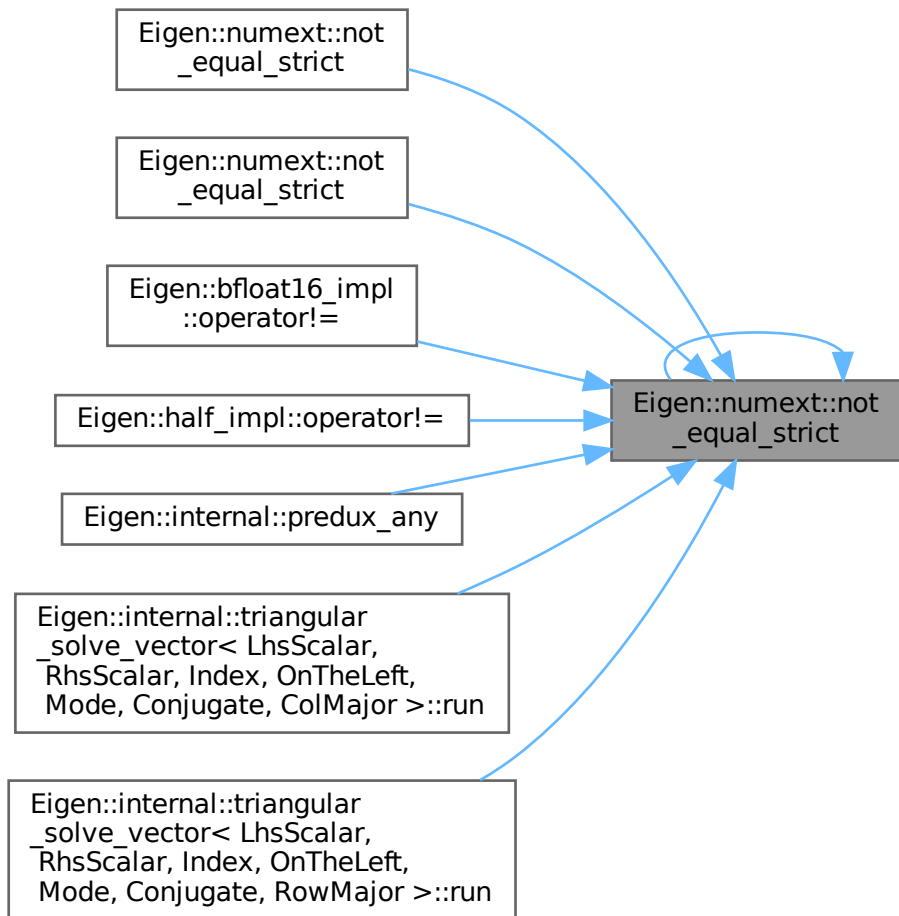 Eigen::numext::not
_equal_strict
Eigen::numext::not
_equal_strict
Eigen::bfloat16_impl
::operator!=
Eigen::half_impl::operator!=
Eigen::numext::not
_equal_strict
Eigen::internal::predux_any
Eigen::internal::triangular
_solve_vector< LhsScalar,
RhsScalar, Index, OnTheLeft,
Mode, Conjugate, ColMajor >::run
Eigen::internal::triangular
_solve_vector< LhsScalar,
RhsScalar, Index, OnTheLeft,
Mode, Conjugate, RowMajor >::run